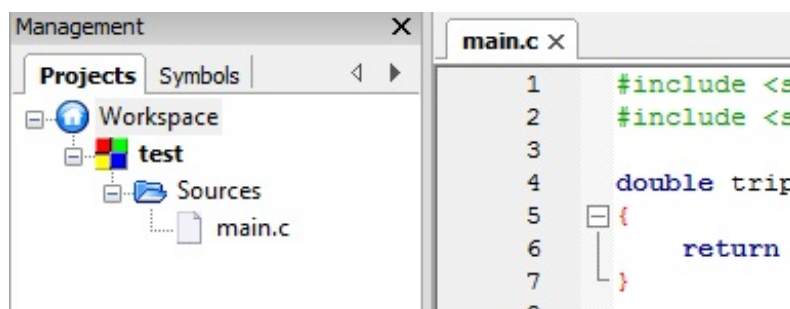 Management
Projects Symbols
Workspace
test
Sources
main.c
main.c
1 #include <s
2 #include <s
3
4 double trip
5 {
6 return
7 }